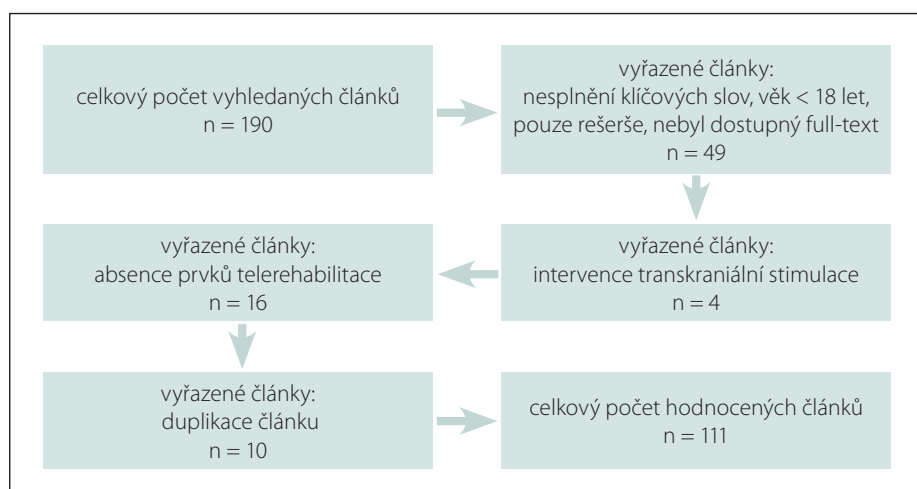 celkový počet vyhledaných článků
n = 190
vyřazené články:
nesplnění klíčových slov, věk < 18 let,
pouze rešerše, nebyl dostupný full-text
n = 49
vyřazené články:
intervence transkraniální stimulace
n = 4
vyřazené články:
absence prvků telerehabilitace
n = 16
vyřazené články:
duplikace článku
n = 10
celkový počet hodnocených článků
n = 111